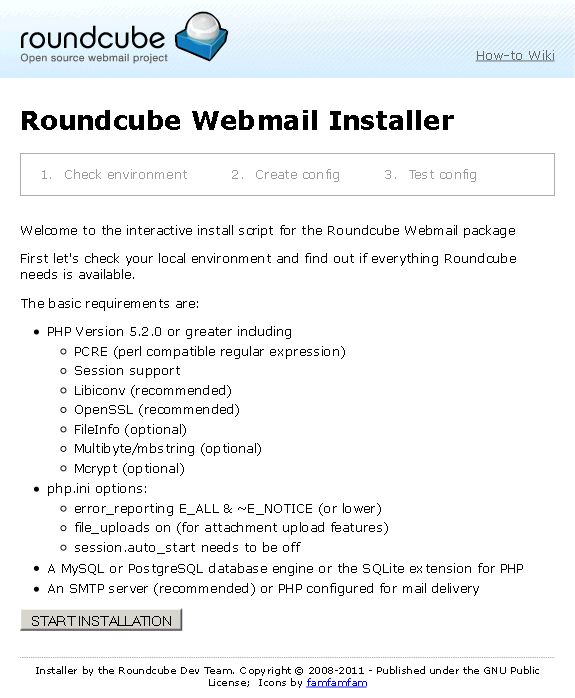 roundcube
Open source webmail project
How-to Wiki
Roundcube Webmail Installer
1. Check environment 2. Create config 3. Test config
Welcome to the interactive install script for the Roundcube Webmail package
First let's check your local environment and find out if everything Roundcube
needs is available.
The basic requirements are:
PHP Version 5.2.0 or greater including
PCRE (perl compatible regular expression)
Session support
Libiconv (recommended)
OpenSSL (recommended)
FileInfo (optional)
Multibyte/mbstring (optional)
Mcrypt (optional)
php.ini options:
error_reporting E_ALL & ~E_NOTICE (or lower)
file_uploads on (for attachment upload features)
session.auto_start needs to be off
A MySQL or PostgreSQL database engine or the SQLite extension for PHP
An SMTP server (recommended) or PHP configured for mail delivery
START INSTALLATION
Installer by the Roundcube Dev Team. Copyright © 2008-2011 - Published under the GNU Public
License; Icons by famfamfam